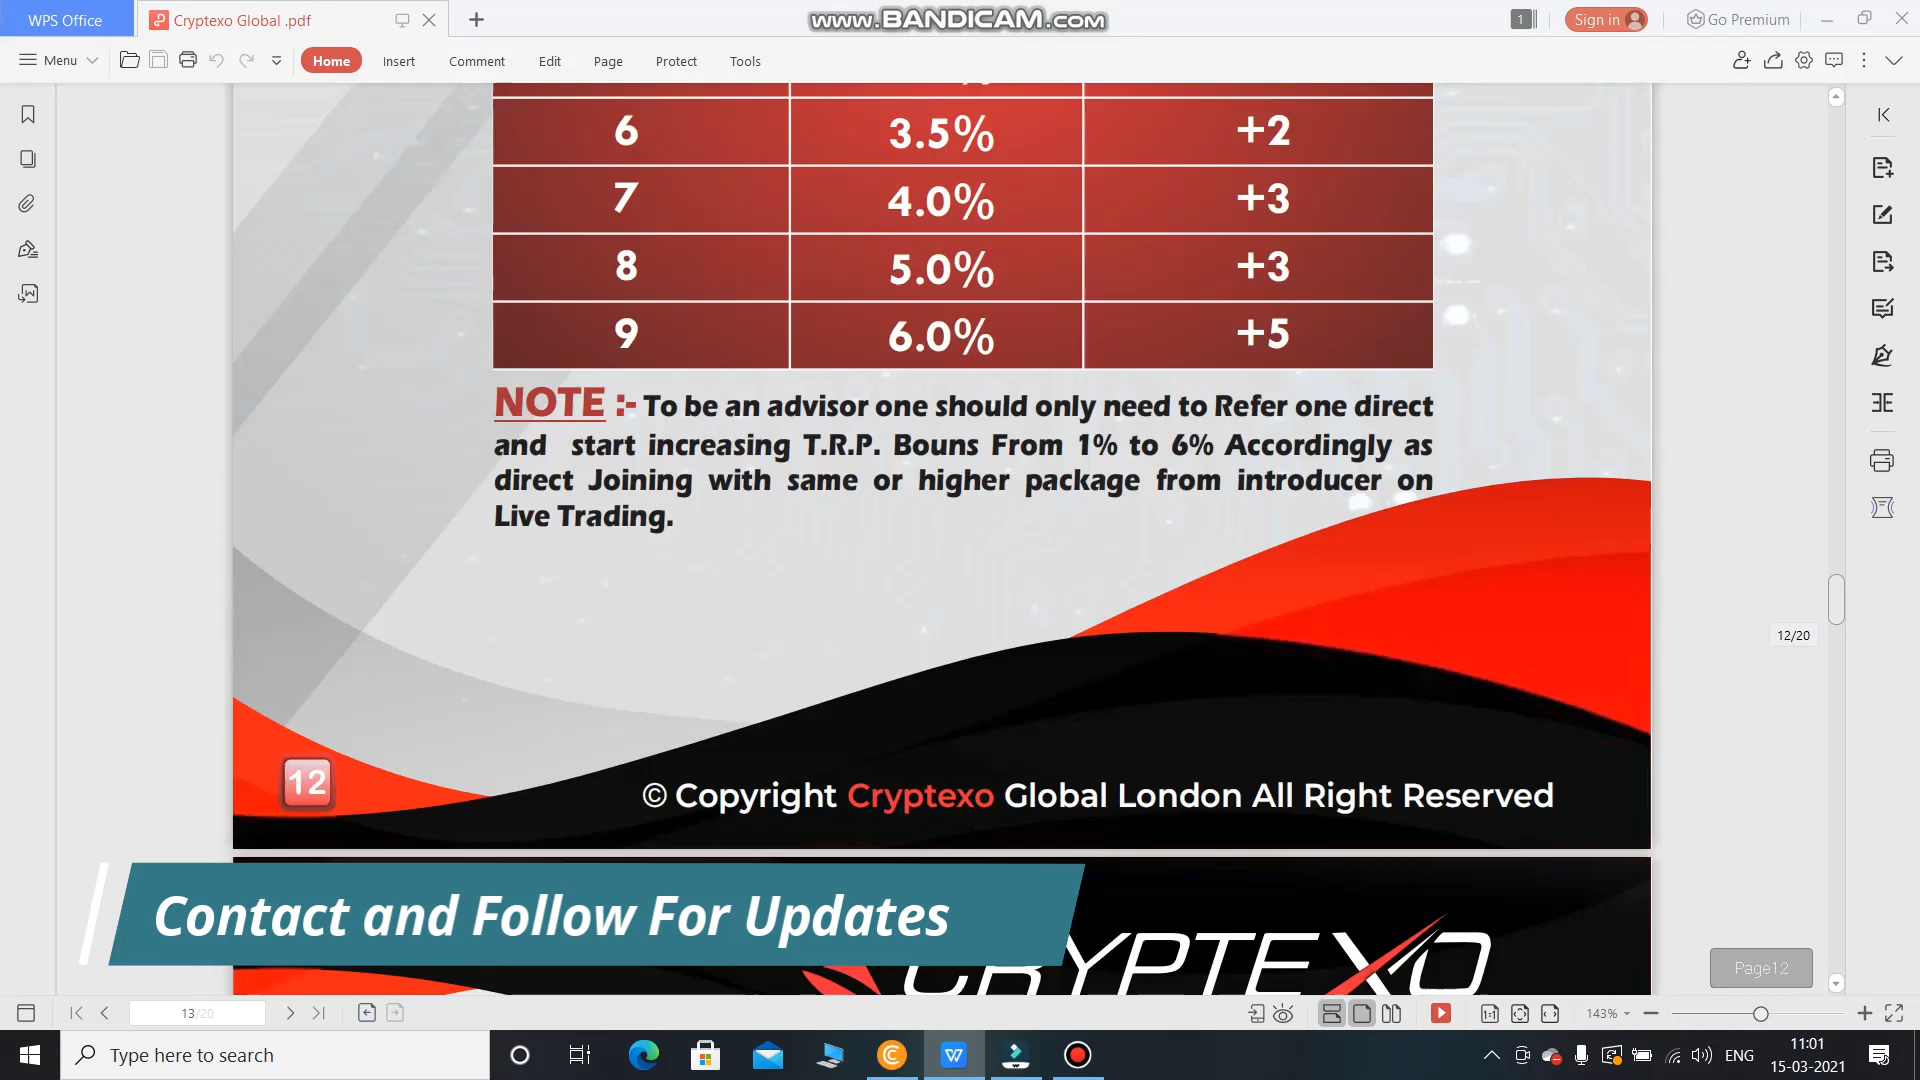 WPS Office
Cryptexo Global .pdf
www.BANDICAM.com
1
Sign in
Go Premium
Menu
Home
Insert
Comment
Edit
Page
Protect
Tools
6 3.5% +2
7 4.0% +3
8 5.0% +3
9 6.0% +5
NOTE :- To be an advisor one should only need to Refer one direct
and start increasing T.R.P. Bouns From 1% to 6% Accordingly as
direct Joining with same or higher package from introducer on
Live Trading.
12/20
12
© Copyright Cryptexo Global London All Right Reserved
Contact and Follow For Updates
CRYPTEXO
Page12
13/20
1:1
143%
Type here to search
ENG
11:01
15-03-2021